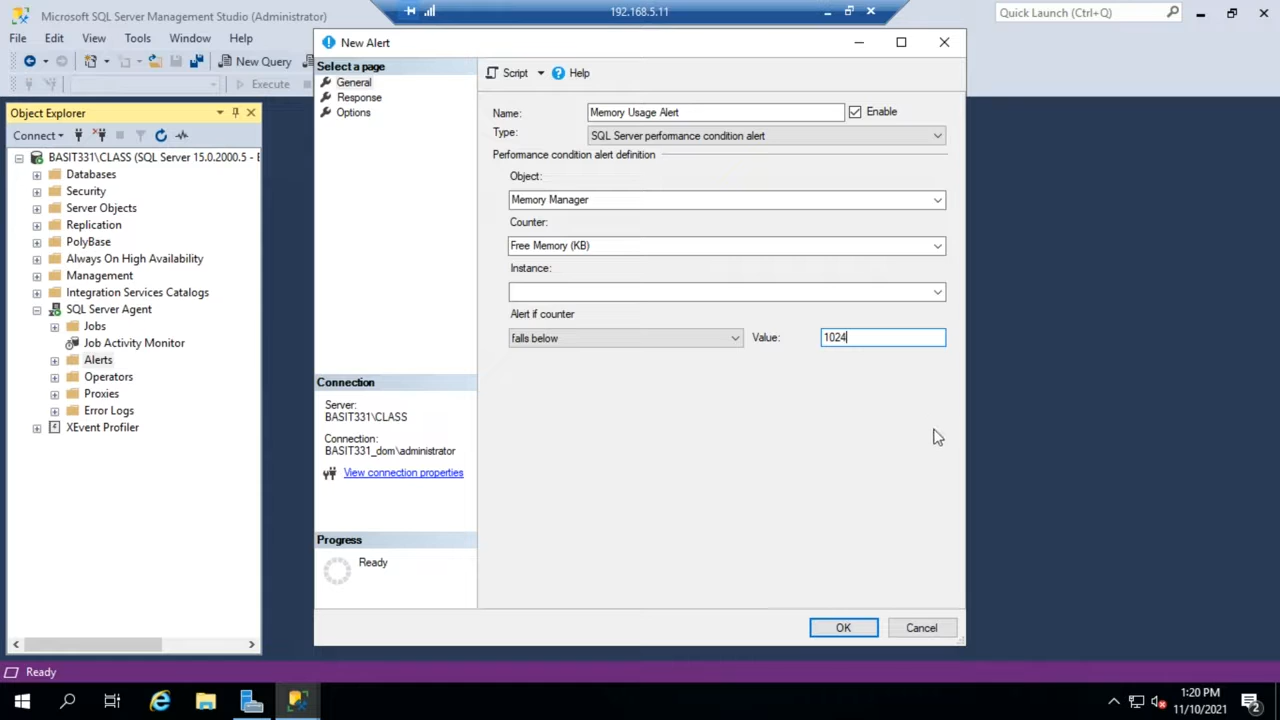 Microsoft SQL Server Management Studio (Administrator)
192.168.5.11
Quick Launch (Ctrl+Q)
File Edit View Tools Window Help
New Query
Execute
Object Explorer
Connect
BASIT331\CLASS (SQL Server 15.0.2000.5 -
Databases
Security
Server Objects
Replication
PolyBase
Always On High Availability
Management
Integration Services Catalogs
SQL Server Agent
Jobs
Job Activity Monitor
Alerts
Operators
Proxies
Error Logs
XEvent Profiler
New Alert
Select a page
General
Response
Options
Script Help
Name: Memory Usage Alert Enable
Type: SQL Server performance condition alert
Performance condition alert definition
Object:
Memory Manager
Counter:
Free Memory (KB)
Instance:
Alert if counter
falls below Value: 1024
Connection
Server:
BASIT331\CLASS
Connection:
BASIT331_dom\administrator
View connection properties
Progress
Ready
OK Cancel
Ready
1:20 PM
11/10/2021
2